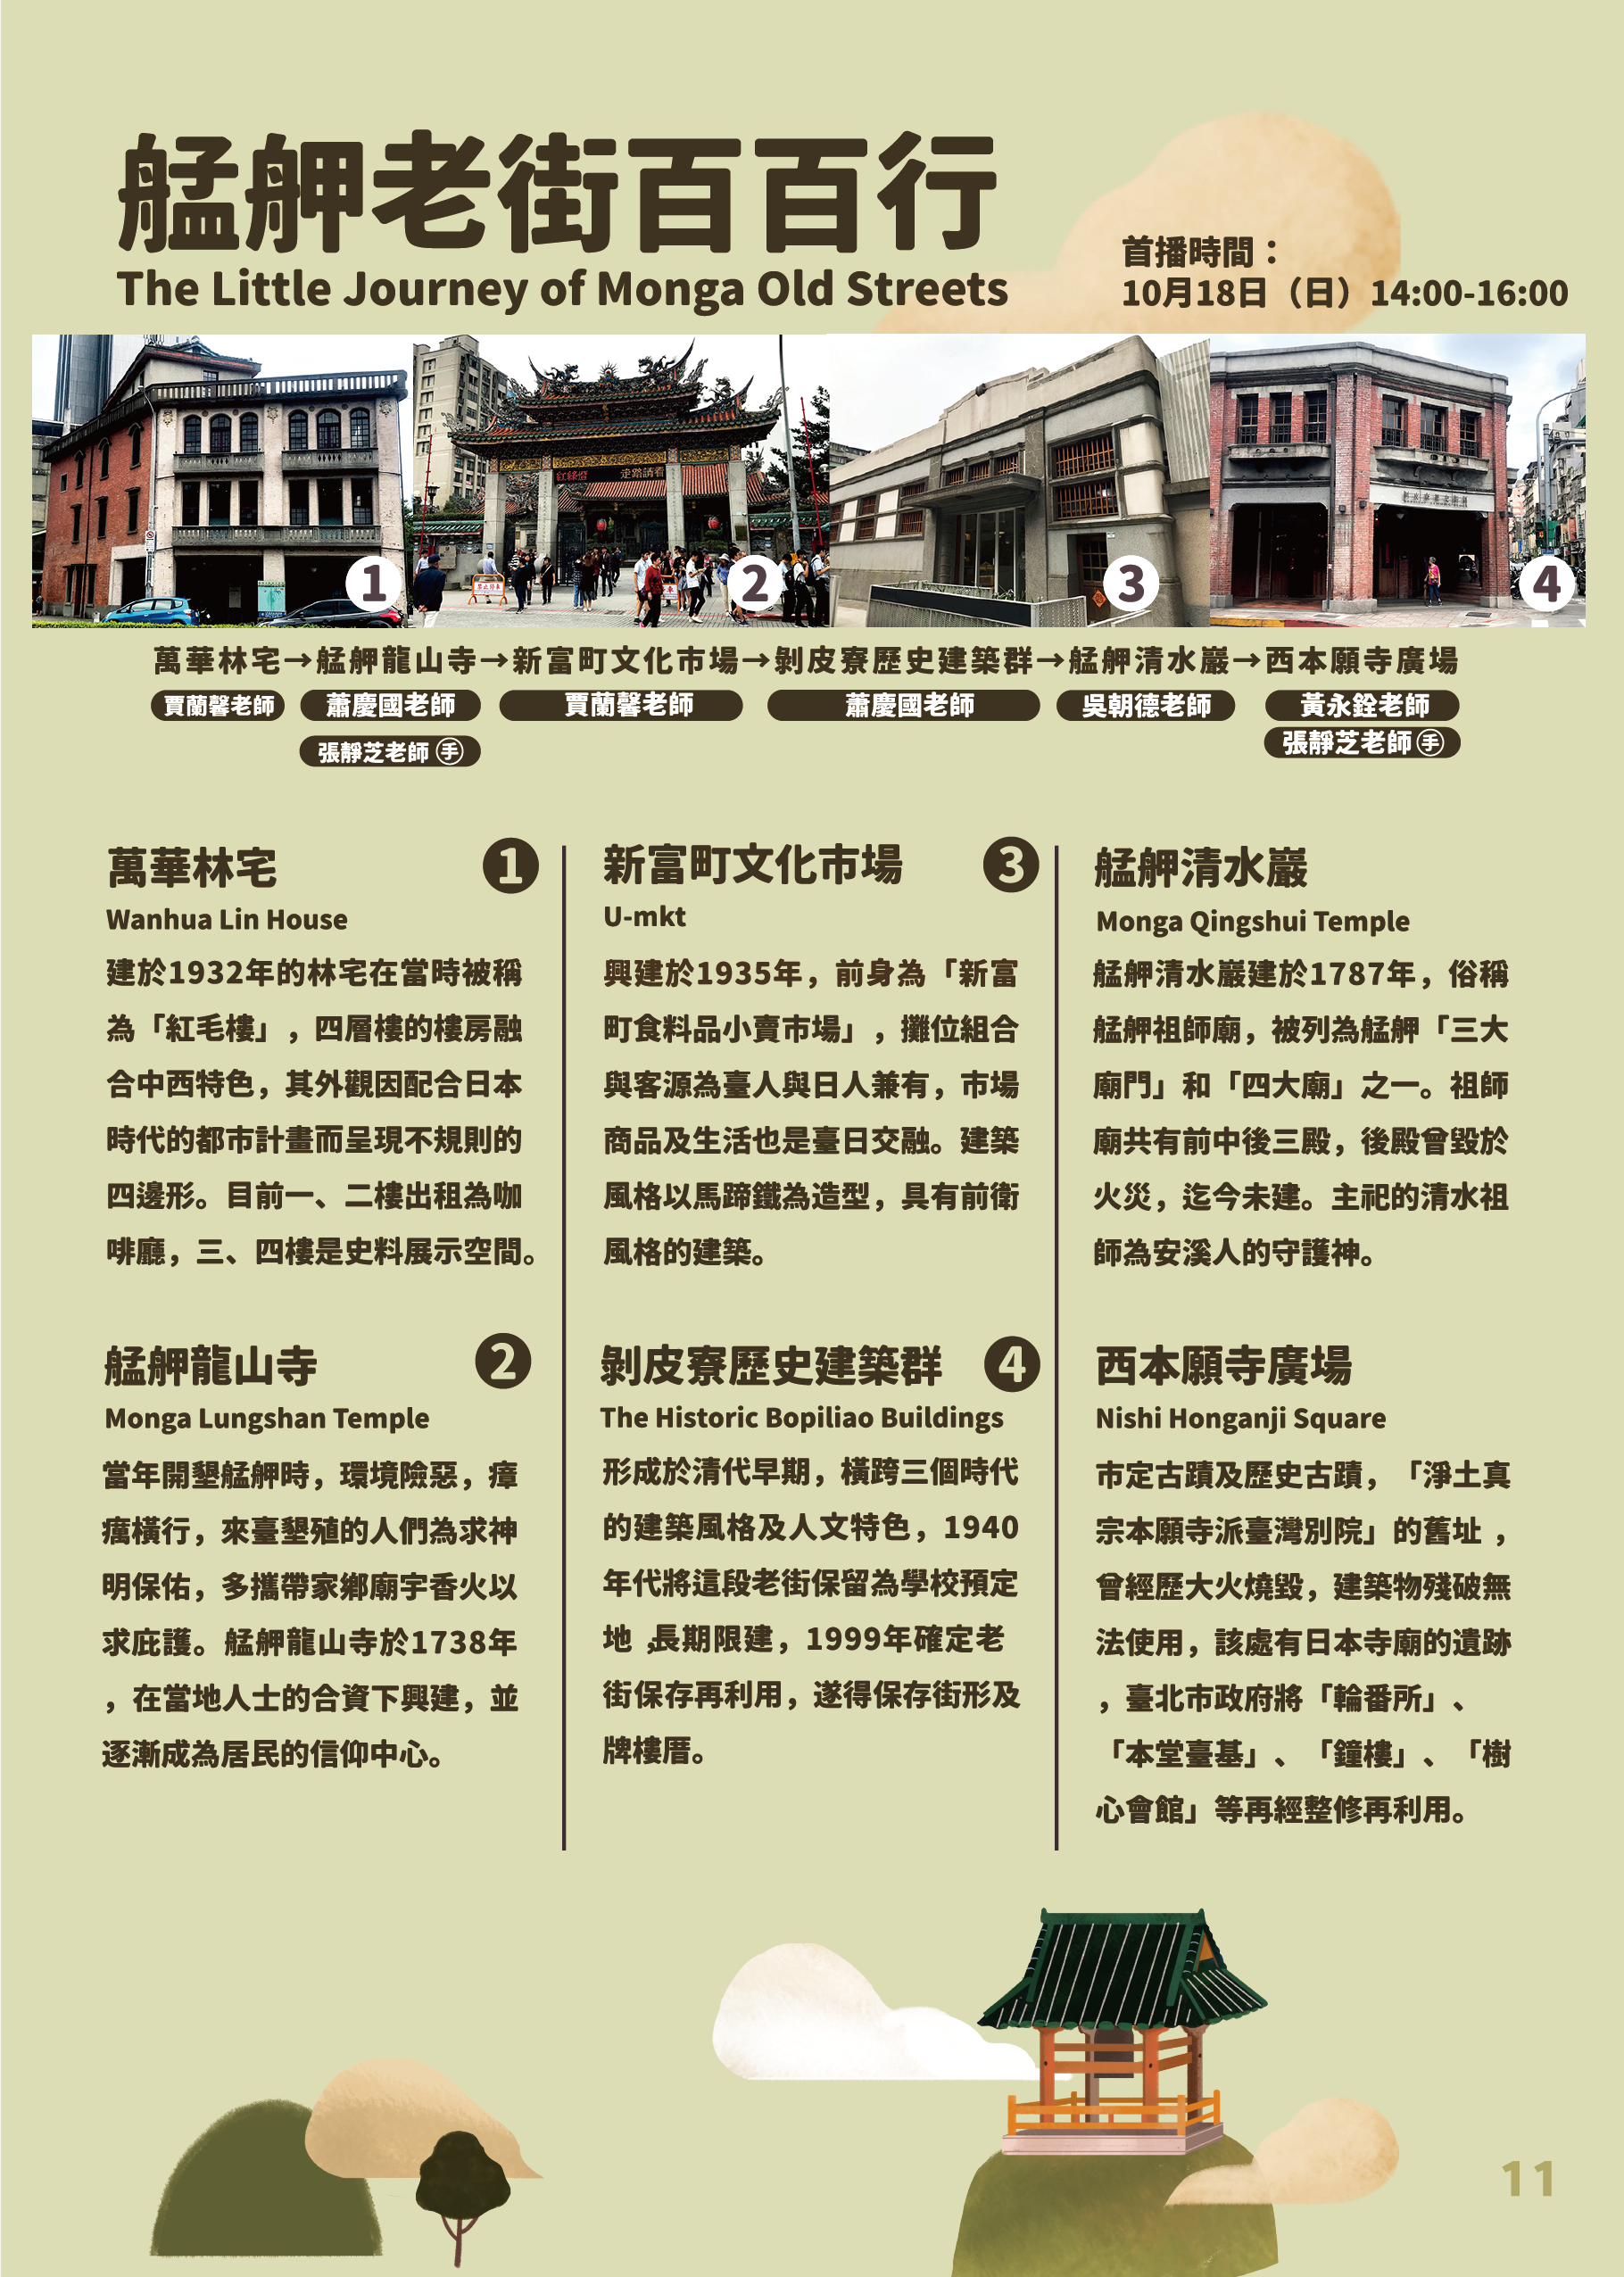 艋舺老街百百行
The Little Journey of Monga Old Streets
首播時間：
10月18日（日）14:00-16:00
紅線當 走路請看
1
2
3
4
萬華林宅→艋舺龍山寺→新富町文化市場→剝皮寮歷史建築群→艋舺清水巖→西本願寺廣場
賈蘭馨老師 蕭慶國老師 賈蘭馨老師 蕭慶國老師 吳朝德老師 黃永銓老師
張靜芝老師 手 張靜芝老師 手
萬華林宅 1
Wanhua Lin House
建於1932年的林宅在當時被稱
為「紅毛樓」，四層樓的樓房融
合中西特色，其外觀因配合日本
時代的都市計畫而呈現不規則的
四邊形。目前一、二樓出租為咖
啡廳，三、四樓是史料展示空間。
艋舺龍山寺 2
Monga Lungshan Temple
當年開墾艋舺時，環境險惡，瘴
癘橫行，來臺墾殖的人們為求神
明保佑，多攜帶家鄉廟宇香火以
求庇護。艋舺龍山寺於1738年
，在當地人士的合資下興建，並
逐漸成為居民的信仰中心。
新富町文化市場 3
U-mkt
興建於1935年，前身為「新富
町食料品小賣市場」，攤位組合
與客源為臺人與日人兼有，市場
商品及生活也是臺日交融。建築
風格以馬蹄鐵為造型，具有前衛
風格的建築。
剝皮寮歷史建築群 4
The Historic Bopiliao Buildings
形成於清代早期，橫跨三個時代
的建築風格及人文特色，1940
年代將這段老街保留為學校預定
地，長期限建，1999年確定老
街保存再利用，遂得保存街形及
牌樓厝。
艋舺清水巖
Monga Qingshui Temple
艋舺清水巖建於1787年，俗稱
艋舺祖師廟，被列為艋舺「三大
廟門」和「四大廟」之一。祖師
廟共有前中後三殿，後殿曾毀於
火災，迄今未建。主祀的清水祖
師為安溪人的守護神。
西本願寺廣場
Nishi Honganji Square
市定古蹟及歷史古蹟，「淨土真
宗本願寺派臺灣別院」的舊址，
曾經歷大火燒毀，建築物殘破無
法使用，該處有日本寺廟的遺跡
，臺北市政府將「輪番所」、
「本堂臺基」、「鐘樓」、「樹
心會館」等再經整修再利用。
11